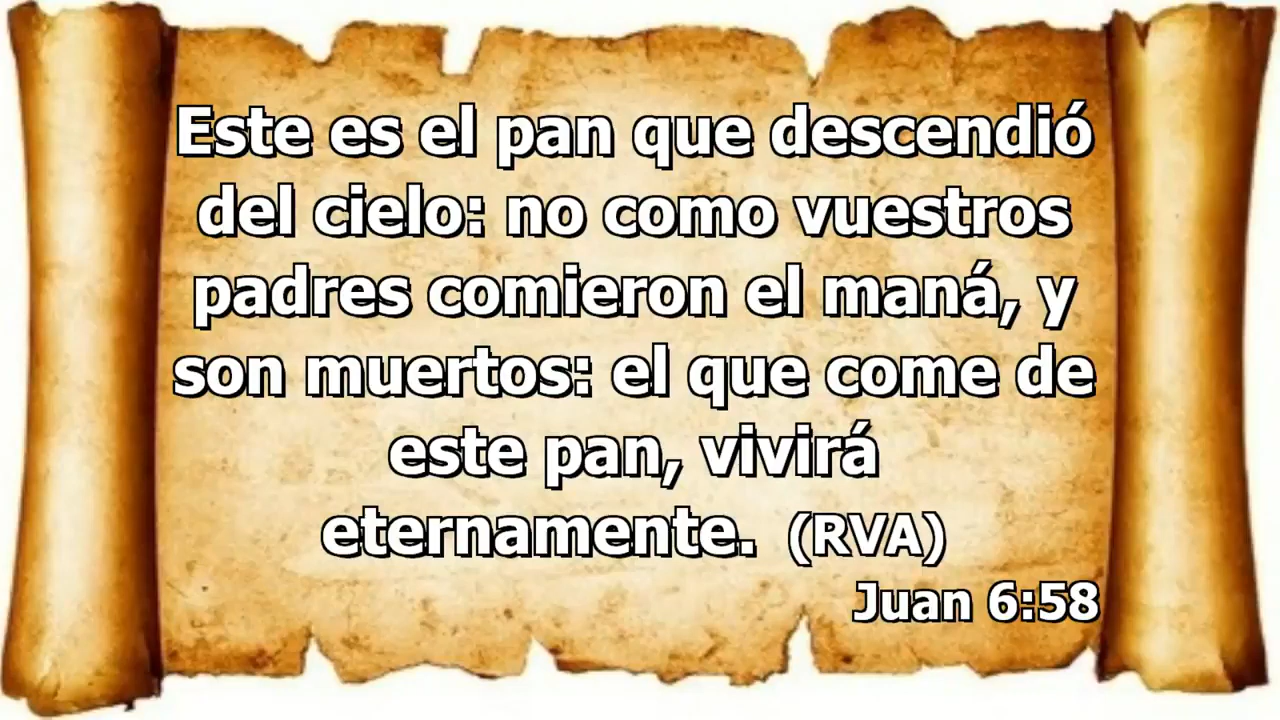 Este es el pan que descendió
del cielo: no como vuestros
padres comieron el maná, y
son muertos: el que come de
este pan, vivirá
eternamente. (RVA)
Juan 6:58